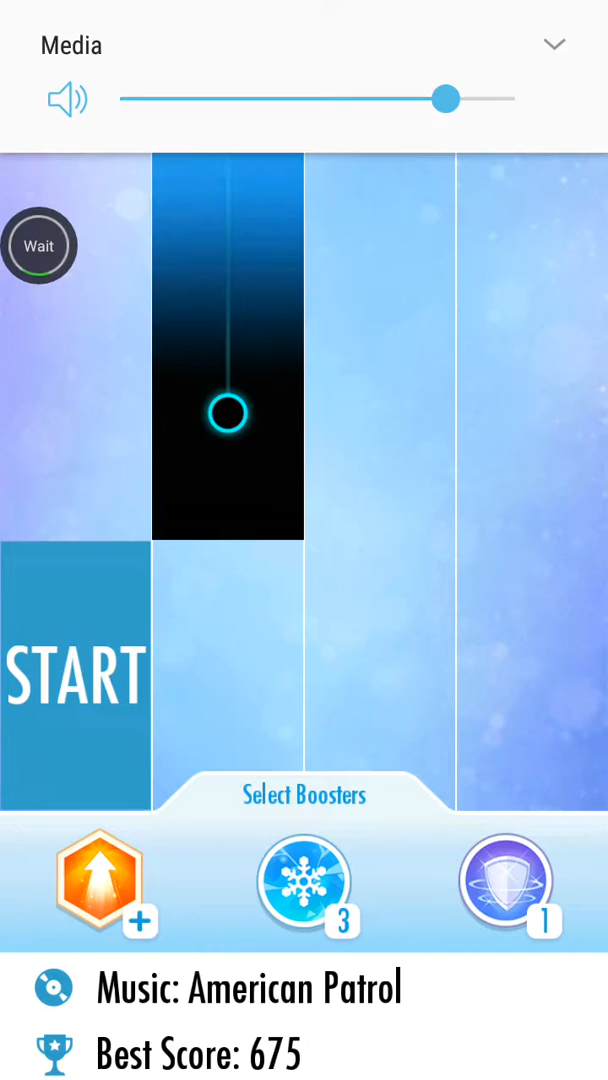 Media
Wait
START
Select Boosters
3
1
Music: American Patrol
Best Score: 675